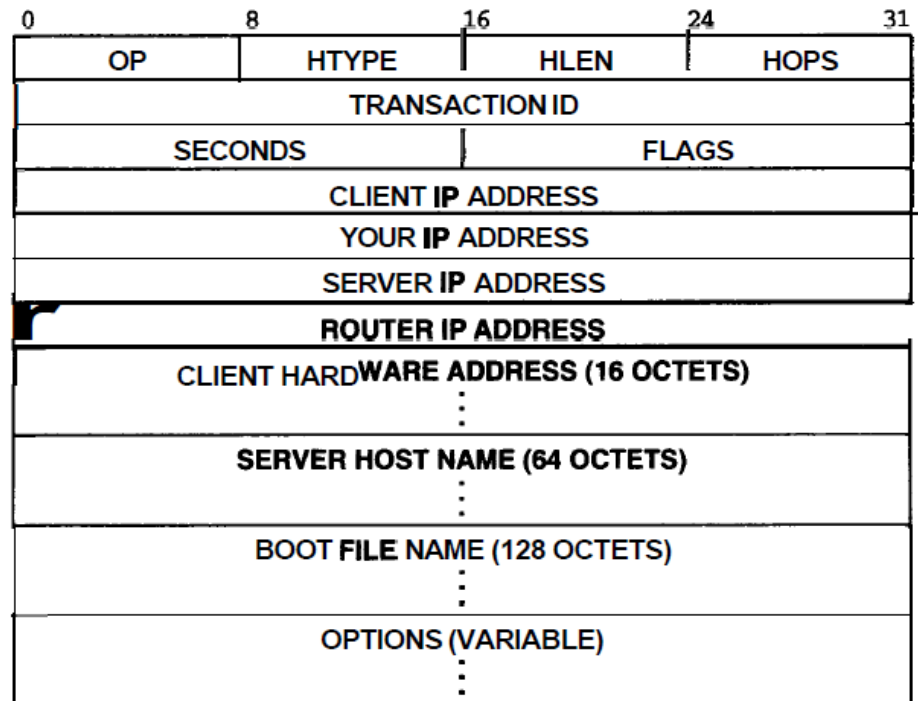 0 8 16 24 31
OP HTYPE HLEN HOPS
TRANSACTION ID
SECONDS FLAGS
CLIENT IP ADDRESS
YOUR IP ADDRESS
SERVER IP ADDRESS
ROUTER IP ADDRESS
CLIENT HARDWARE ADDRESS (16 OCTETS)
SERVER HOST NAME (64 OCTETS)
BOOT FILE NAME (128 OCTETS)
OPTIONS (VARIABLE)